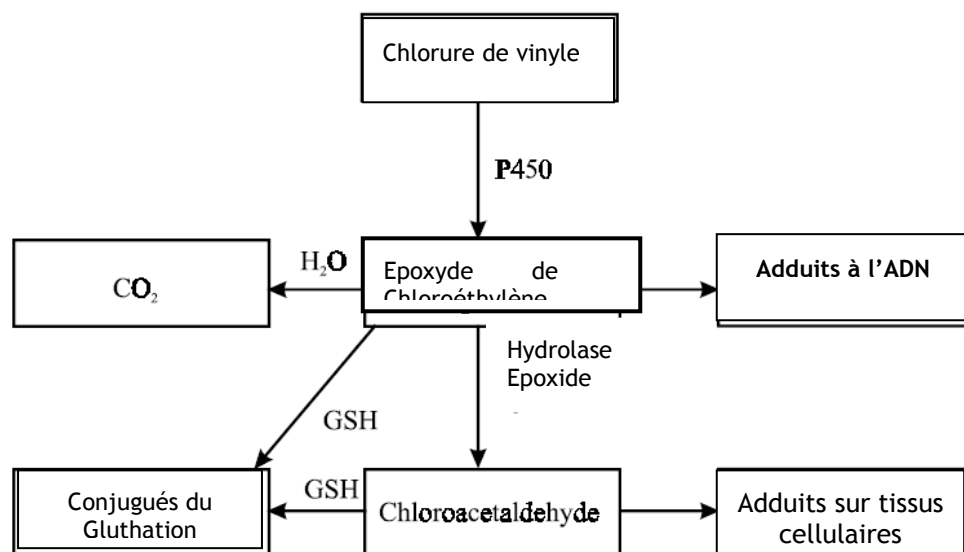 Chlorure de vinyle
P450
H₂O
CO₂
Epoxyde de
Chloroéthylène
Adduits à l'ADN
Hydrolase
Epoxide
GSH
GSH
Conjugués du
Gluthation
Chloroacetaldehyde
Adduits sur tissus
cellulaires